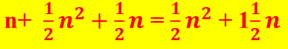 n+ ½n² + ½n = ½n² + 1½n